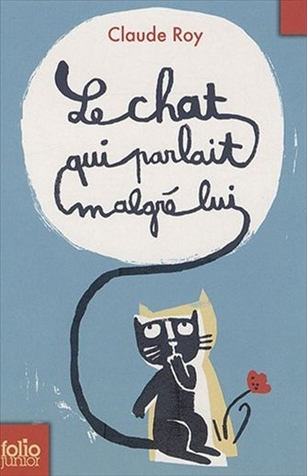 Claude Roy
Le chat
qui parlait
malgré lui
folio
junior